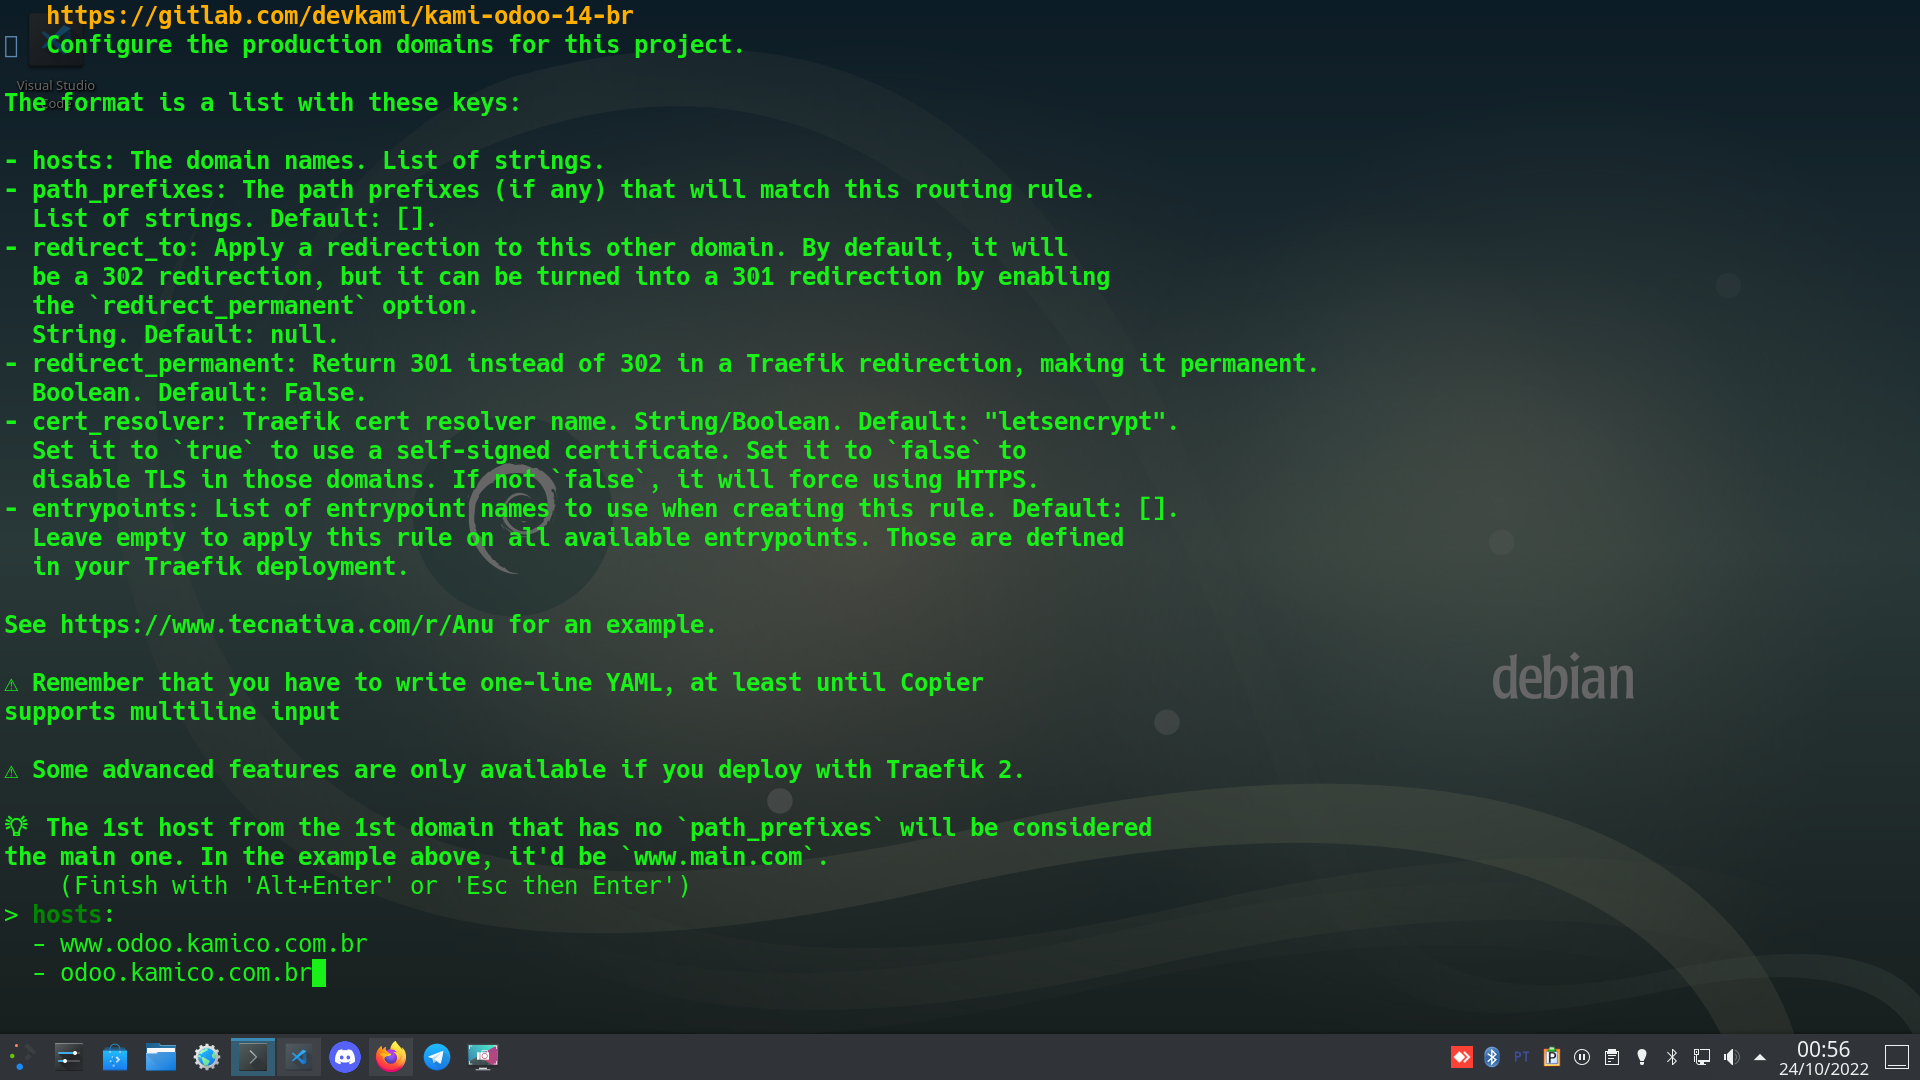 https://gitlab.com/devkami/kami-odoo-14-br
Configure the production domains for this project.
Visual Studio
Code
The format is a list with these keys:
- hosts: The domain names. List of strings.
- path_prefixes: The path prefixes (if any) that will match this routing rule.
List of strings. Default: [].
- redirect_to: Apply a redirection to this other domain. By default, it will
be a 302 redirection, but it can be turned into a 301 redirection by enabling
the `redirect_permanent` option.
String. Default: null.
- redirect_permanent: Return 301 instead of 302 in a Traefik redirection, making it permanent.
Boolean. Default: False.
- cert_resolver: Traefik cert resolver name. String/Boolean. Default: "letsencrypt".
Set it to `true` to use a self-signed certificate. Set it to `false` to
disable TLS in those domains. If not `false`, it will force using HTTPS.
- entrypoints: List of entrypoint names to use when creating this rule. Default: [].
Leave empty to apply this rule on all available entrypoints. Those are defined
in your Traefik deployment.
See https://www.tecnativa.com/r/Anu for an example.
debian
⚠ Remember that you have to write one-line YAML, at least until Copier
supports multiline input
⚠ Some advanced features are only available if you deploy with Traefik 2.
💡 The 1st host from the 1st domain that has no `path_prefixes` will be considered
the main one. In the example above, it'd be `www.main.com`.
(Finish with 'Alt+Enter' or 'Esc then Enter')
> hosts:
- www.odoo.kamico.com.br
- odoo.kamico.com.br
PT
00:56
24/10/2022